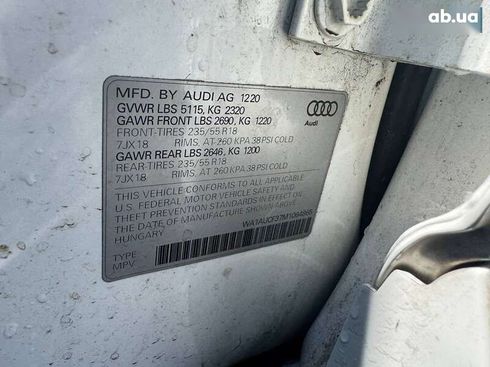 ab.ua
MFD. BY AUDI AG 12 20
GVWR LBS 5115, KG 2320
GAWR FRONT LBS 2690, KG 1220
FRONT-TIRES 235/55 R18
7JX18 RIMS, AT 260 KPA 38 PSI COLD
GAWR REAR LBS 2646, KG 1200
REAR-TIRES 235/55 R18
7JX18 RIMS, AT 260 KPA 38 PSI COLD
THIS VEHICLE CONFORMS TO ALL APPLICABLE
U.S. FEDERAL MOTOR VEHICLE SAFETY AND
THEFT PREVENTION STANDARDS IN EFFECT ON
THE DATE OF MANUFACTURE SHOWN ABOVE.
HUNGARY
TYPE
MPV
Audi